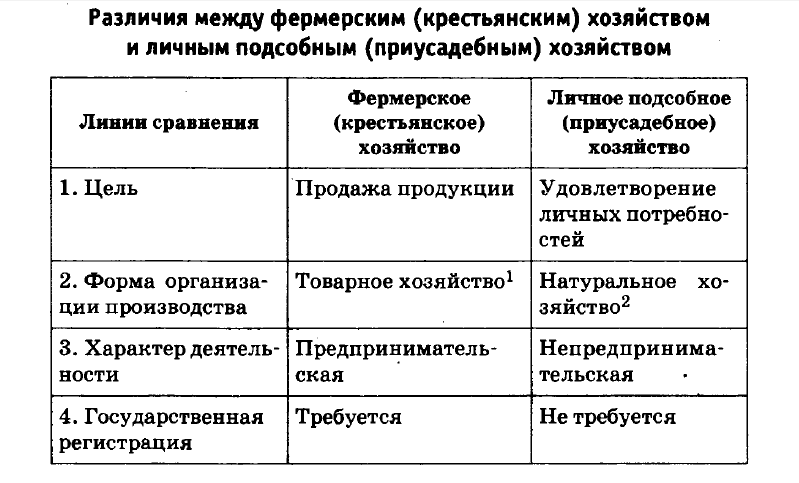 Различия между фермерским (крестьянским) хозяйством
и личным подсобным (приусадебным) хозяйством
Линии сравнения
Фермерское
(крестьянское)
хозяйство
Личное подсобное
(приусадебное)
хозяйство
1. Цель
Продажа продукции
Удовлетворение
личных потребно-
стей
2. Форма организа-
ции производства
Товарное хозяйство1
Натуральное хо-
зяйство2
3. Характер деятель-
ности
Предприниматель-
ская
Непредпринима-
тельская
4. Государственная
регистрация
Требуется
Не требуется